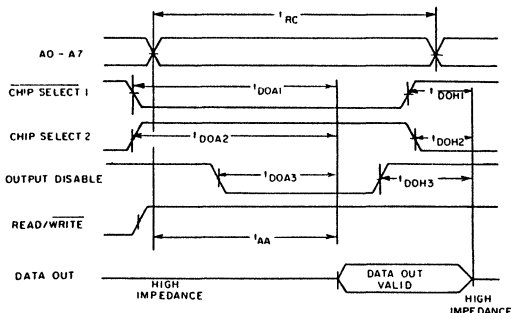 tRC
A0 - A7
CHIP SELECT 1
tDOA1
tDOH1
CHIP SELECT 2
tDOA2
tDOH2
OUTPUT DISABLE
tDOA3
tDOH3
READ/WRITE
tAA
DATA OUT
HIGH
IMPEDANCE
DATA OUT
VALID
HIGH
IMPEDANCE